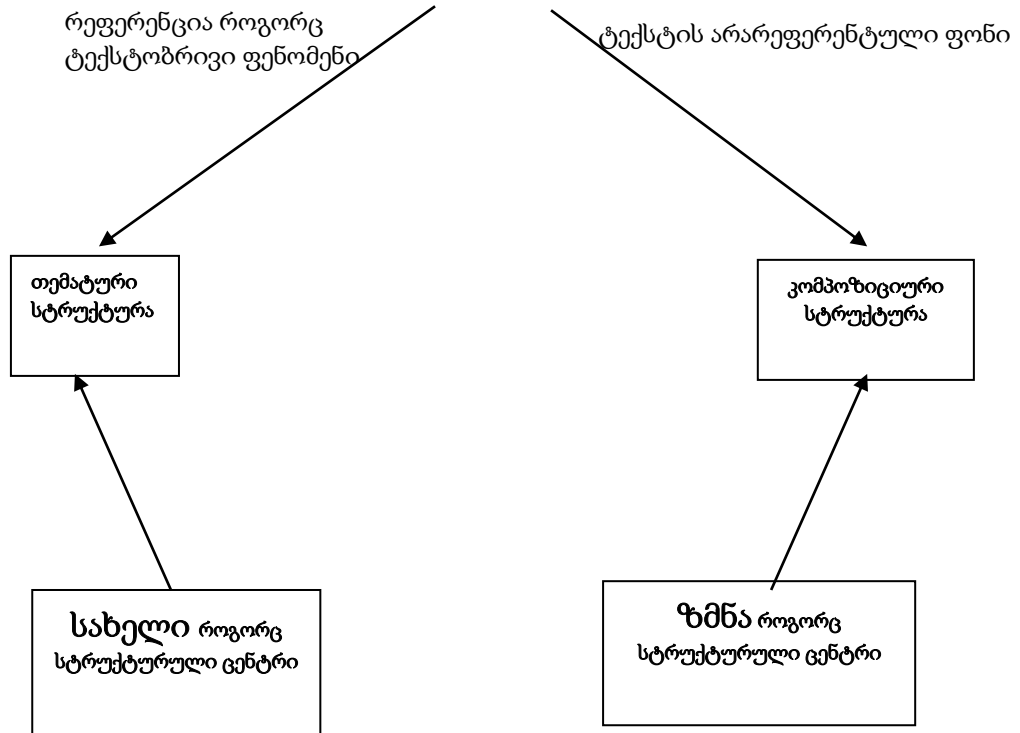 რეფერენცია როგორც
ტექსტობრივი ფენომენი
ტექსტის არარეფერენტული ფონი
თემატური
სტრუქტურა
კომპოზიციური
სტრუქტურა
სახელი როგორც
სტრუქტურული ცენტრი
ზმნა როგორც
სტრუქტურული ცენტრი